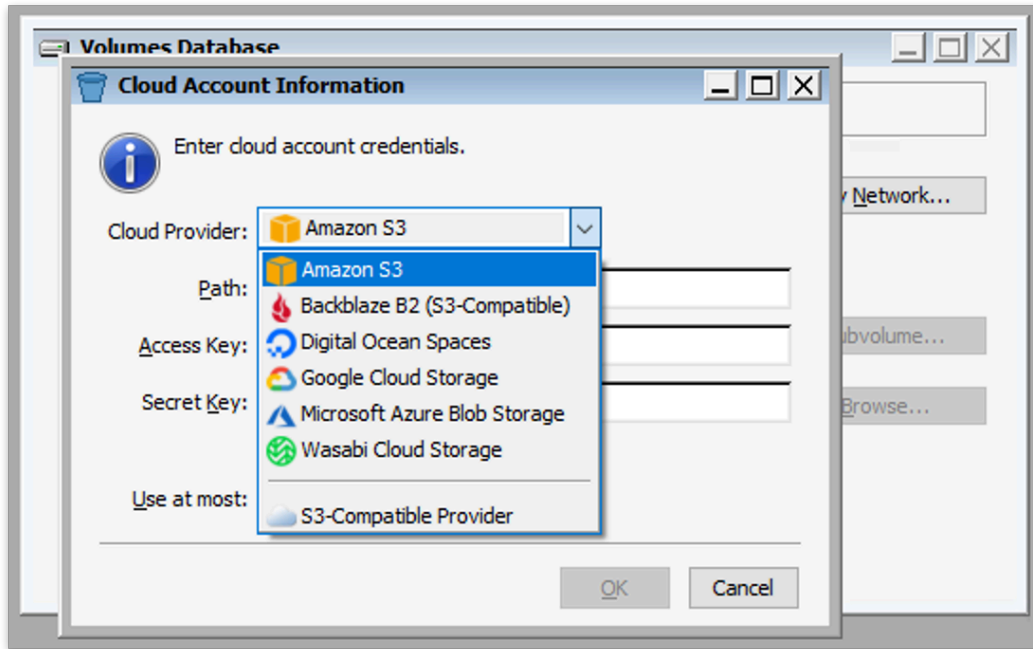 Volumes Database
Cloud Account Information
Enter cloud account credentials.
Cloud Provider: Amazon S3
Amazon S3
Backblaze B2 (S3-Compatible)
Digital Ocean Spaces
Google Cloud Storage
Microsoft Azure Blob Storage
Wasabi Cloud Storage
S3-Compatible Provider
Path:
Access Key:
Secret Key:
Use at most:
OK Cancel
Network...
Browse...